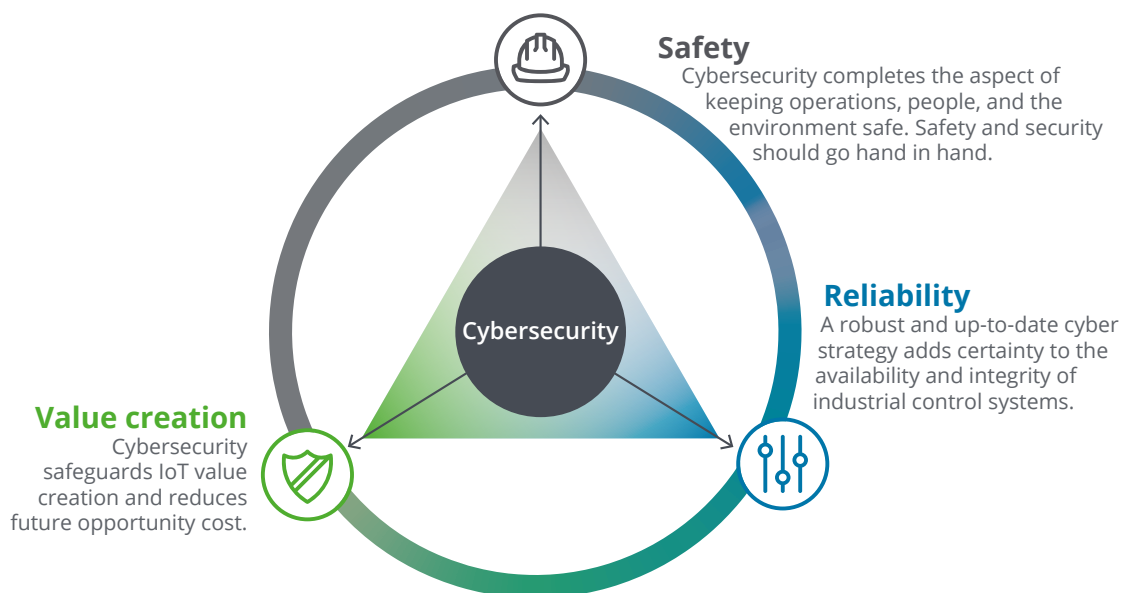 Safety
Cybersecurity completes the aspect of
keeping operations, people, and the
environment safe. Safety and security
should go hand in hand.
Cybersecurity
Reliability
A robust and up-to-date cyber
strategy adds certainty to the
availability and integrity of
industrial control systems.
Value creation
Cybersecurity
safeguards IoT value
creation and reduces
future opportunity cost.